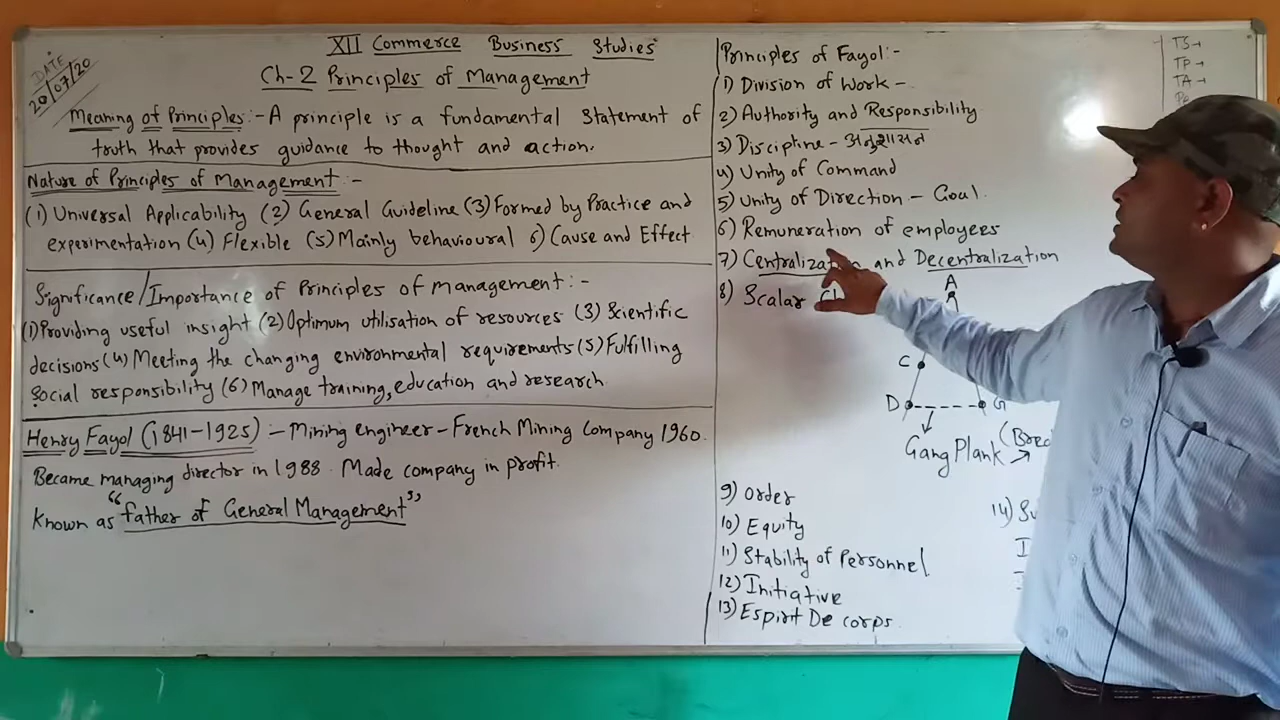 DATE
20/07/20
XII Commerce Business Studies
Ch-2 Principles of Management
Meaning of Principles:- A principle is a fundamental statement of
truth that provides guidance to thought and action.
Nature of Principles of Management:-
(1) Universal Applicability (2) General Guideline (3) Formed by Practice and
experimentation (4) Flexible (5) Mainly behavioural 6) Cause and Effect
Significance/Importance of Principles of management:-
(1) Providing useful insight (2) Optimum utilisation of resources (3) Scientific
decisions (4) Meeting the changing environmental requirements (5) Fulfilling
Social responsibility (6) Manage training, education and research
Henry Fayol (1841-1925):- Mining engineer - French Mining Company 1960.
Became managing director in 1988. Made company in profit.
Known as "father of General Management"
Principles of Fayol:-
1) Division of Work -
2) Authority and Responsibility
3) Discipline - अनुशासन
4) Unity of Command
5) Unity of Direction - Goal.
6) Remuneration of employees
7) Centralization and Decentralization
8) Scalar
A
C
D G
Gang Plank
9) Order
10) Equity
11) Stability of Personnel
12) Initiative
13) Espirt De corps.
14)
TS→
TP→
TA→